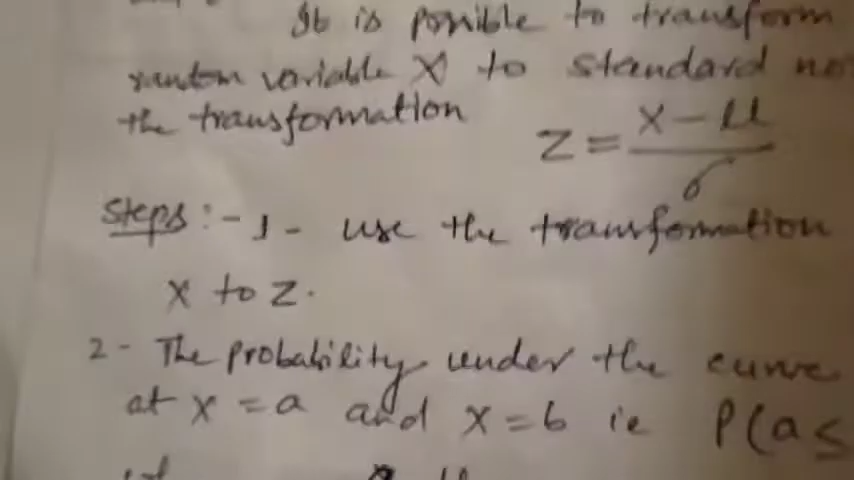 It is possible to transform
random variable X to standard no
the transformation
Z = X - μ / σ
Steps :- 1 - use the transformation
X to Z.
2 - The probability under the curve
at X = a and X = b ie P(a ≤